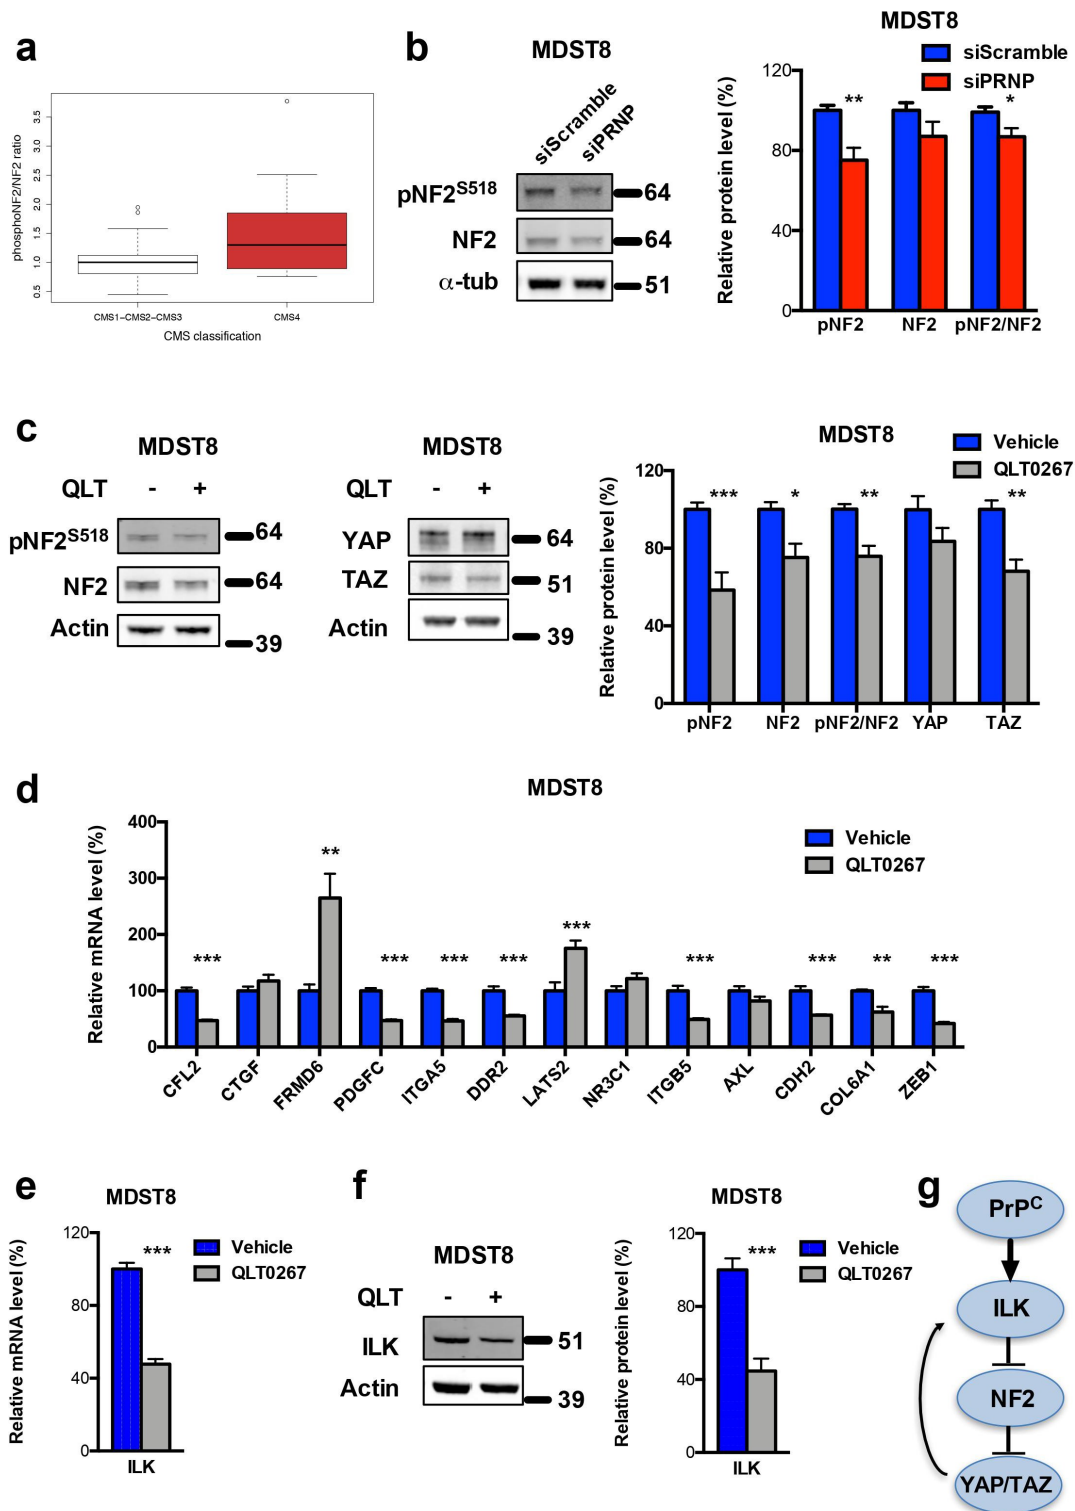 a
phosphoNF2/NF2 ratio
3.5
3.0
2.5
2.0
1.5
1.0
0.5
CMS1-CMS2-CMS3
CMS4
CMS classification
b
MDST8
siScramble
siPRNP
pNF2S518
64
NF2
64
α-tub
51
MDST8
siScramble
siPRNP
Relative protein level (%)
120
80
40
0
**
*
pNF2
NF2
pNF2/NF2
c
MDST8
QLT
-
+
pNF2S518
64
NF2
64
Actin
39
MDST8
QLT
-
+
YAP
64
TAZ
51
Actin
39
MDST8
Vehicle
QLT0267
Relative protein level (%)
120
80
40
0
***
*
**
**
pNF2
NF2
pNF2/NF2
YAP
TAZ
d
MDST8
Vehicle
QLT0267
Relative mRNA level (%)
400
300
200
100
0
***
**
***
***
***
***
***
***
**
***
CFL2
CTGF
FRMD6
PDGFC
ITGA5
DDR2
LATS2
NR3C1
ITGB5
AXL
CDH2
COL6A1
ZEB1
e
MDST8
Vehicle
QLT0267
Relative mRNA level (%)
120
80
40
0
***
ILK
f
MDST8
QLT
-
+
ILK
51
Actin
39
MDST8
Vehicle
QLT0267
Relative protein level (%)
120
80
40
0
***
ILK
g
PrPC
ILK
NF2
YAP/TAZ